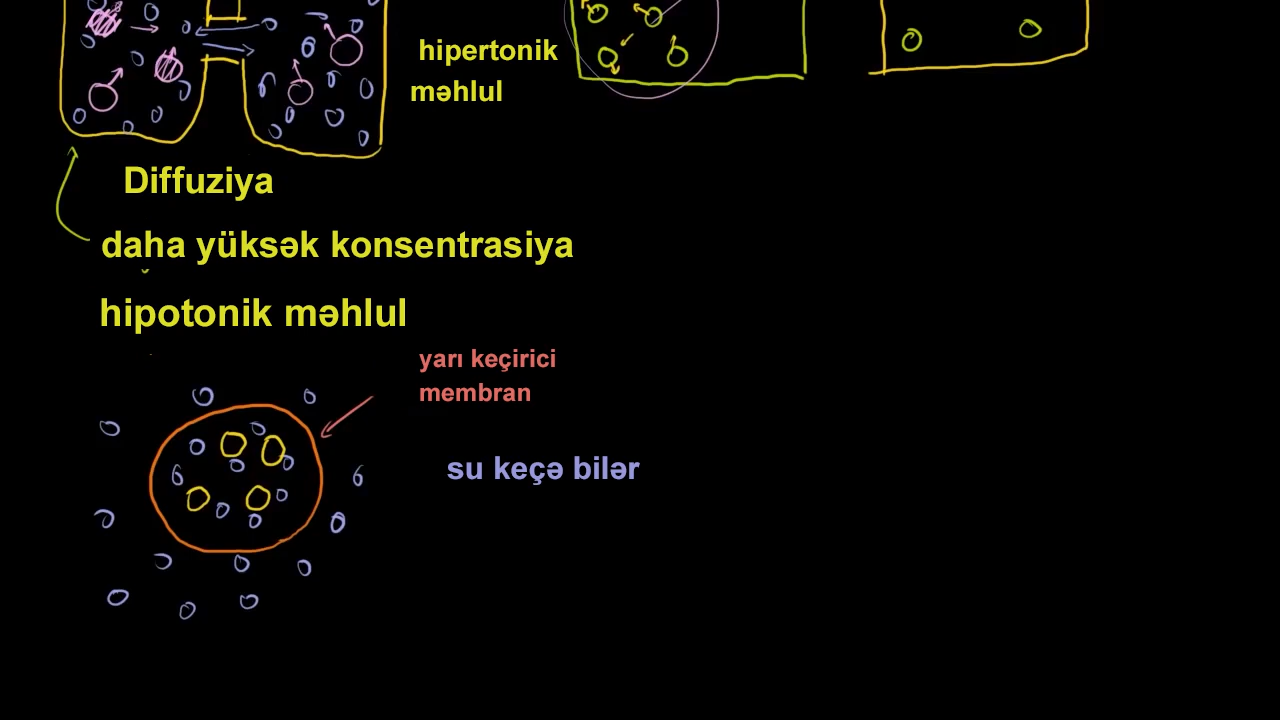 hipertonik
məhlul
Diffuziya
daha yüksək konsentrasiya
hipotonik məhlul
yarı keçirici
membran
su keçə bilər